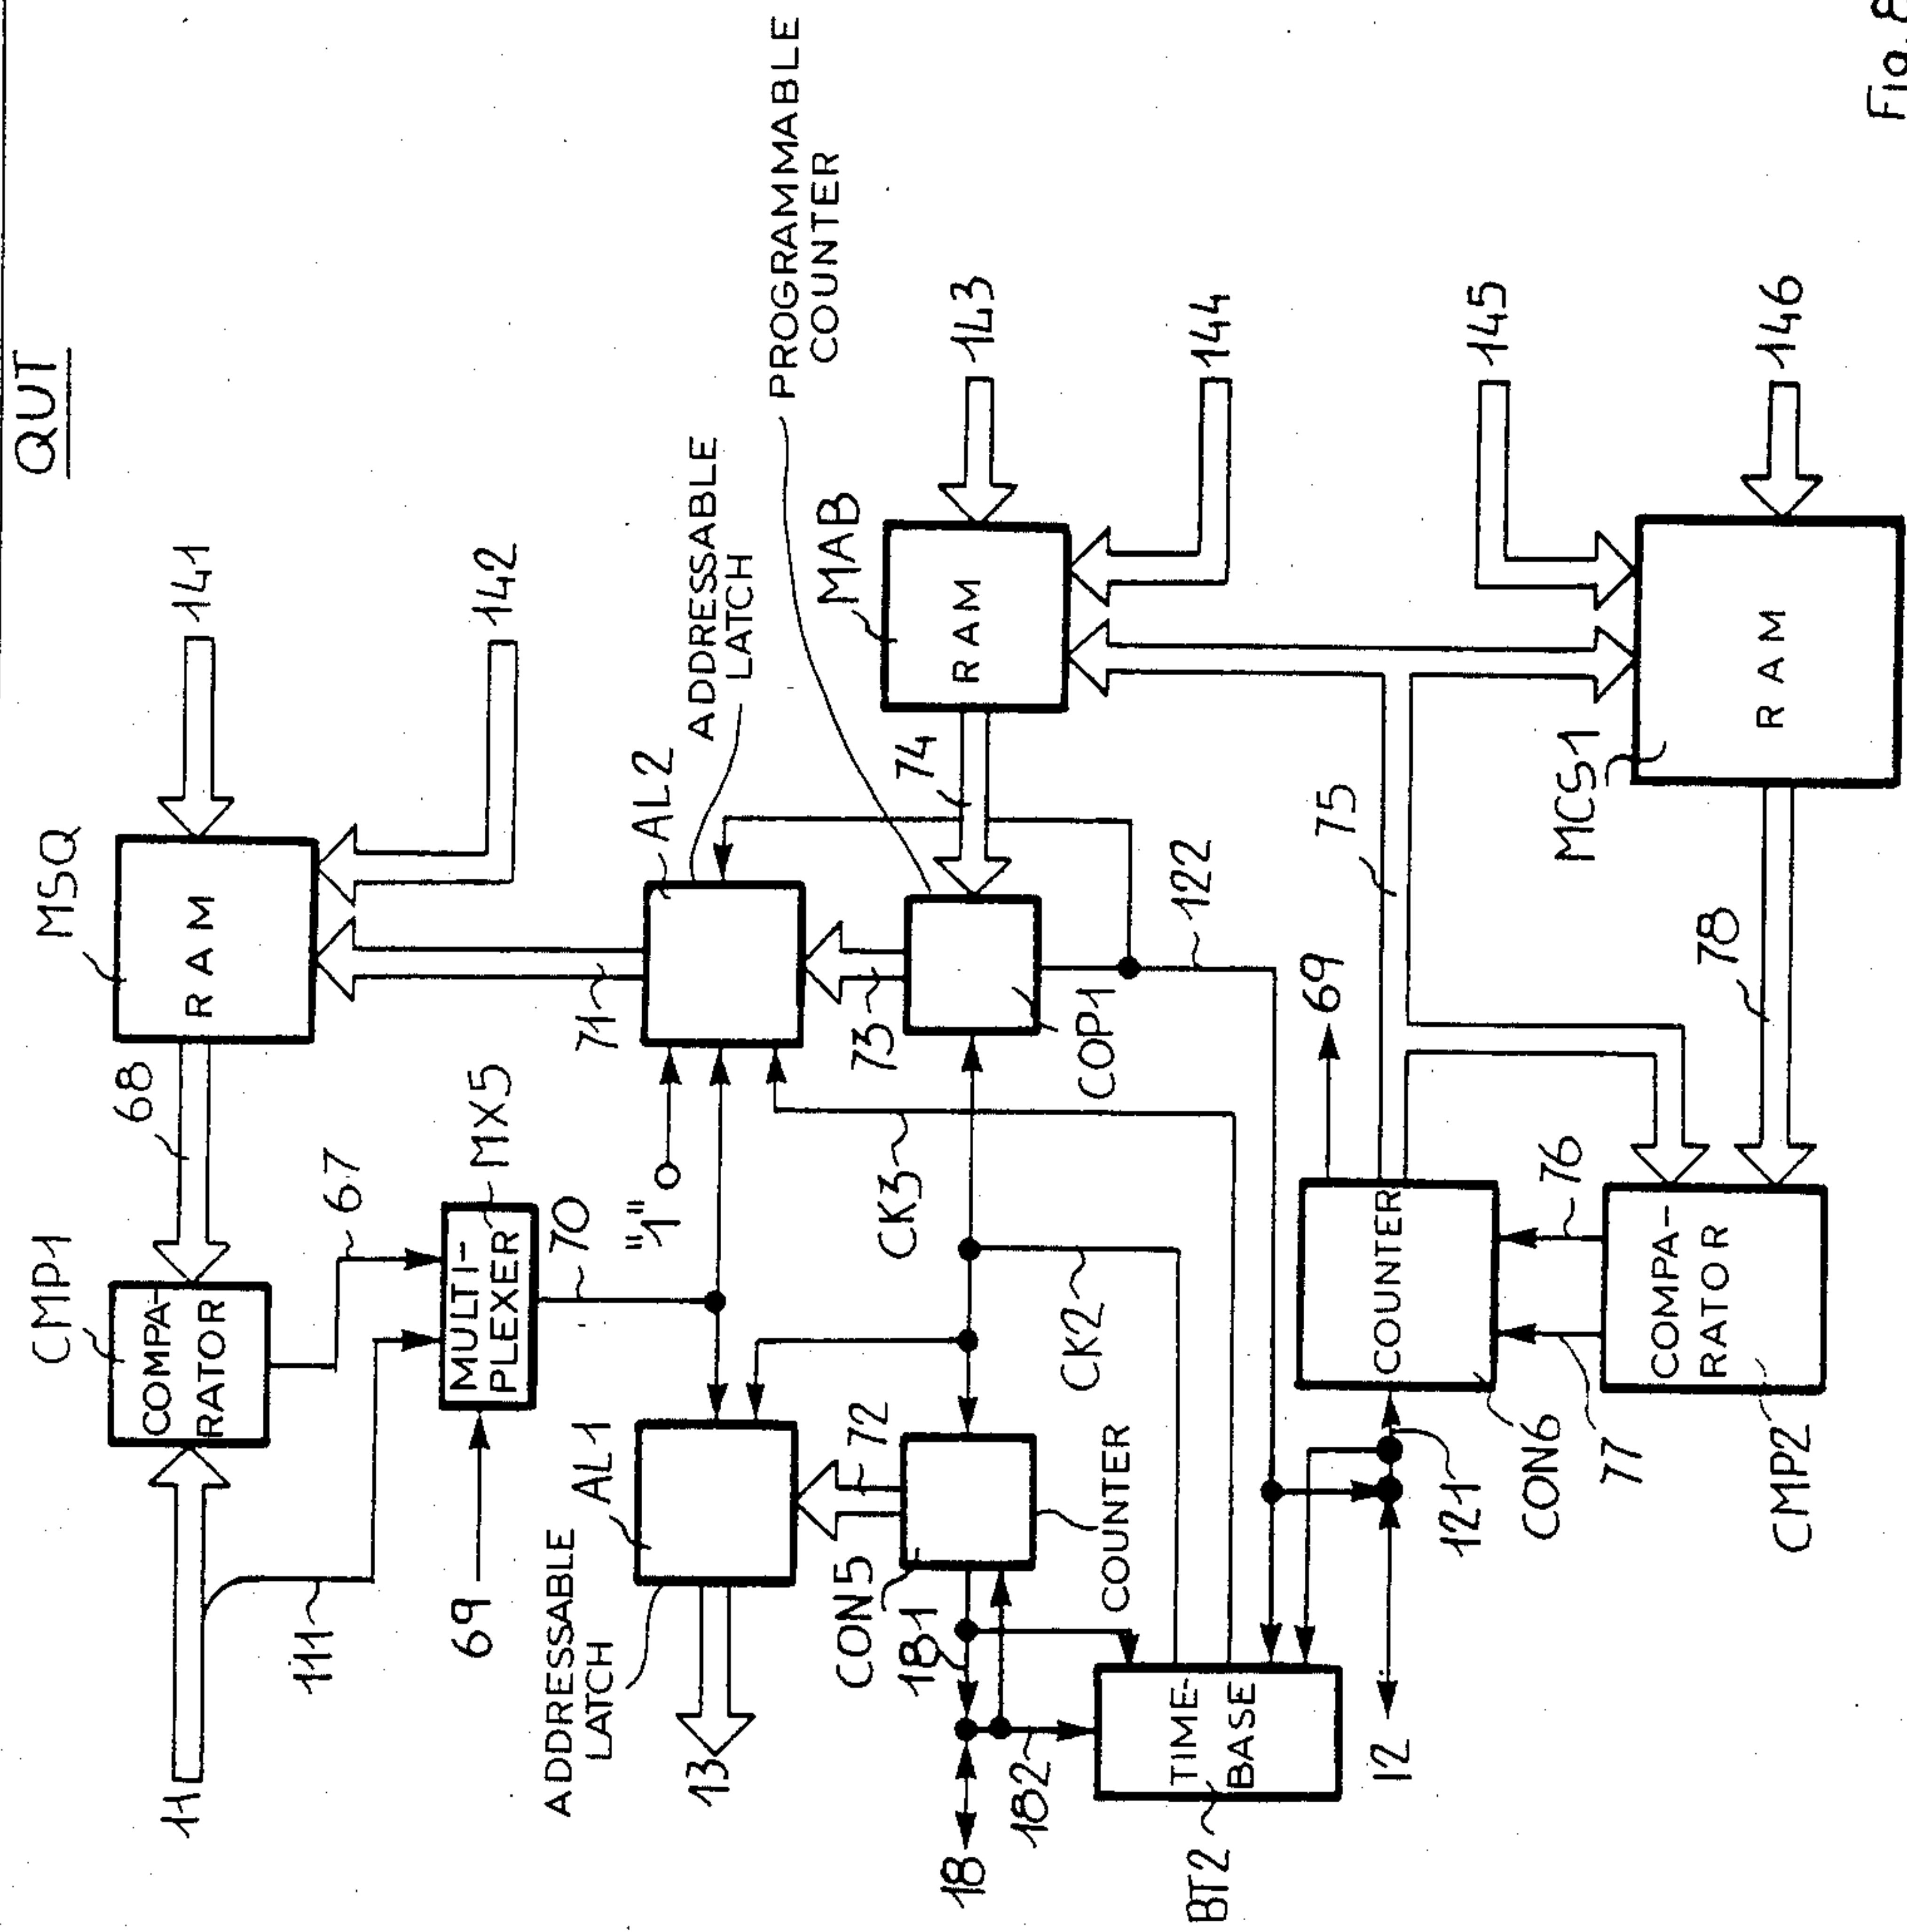 QUT
11
111
CMP1
COMPA-
RATOR
68
MSQ
RAM
141
142
67
69
MULTI-
PLEXER
MX5
70
"1"
71
AL2
ADDRESSABLE
LATCH
PROGRAMMABLE
COUNTER
ADDRESSABLE
LATCH
AL1
13
72
CON5
COUNTER
73
COP1
74
MAB
RAM
143
144
CK3
CK2
122
18
181
182
BT2
TIME-
BASE
12
121
CON6
COUNTER
69
75
76
77
CMP2
COMPA-
RATOR
78
MCS1
RAM
145
146
Fig. 8